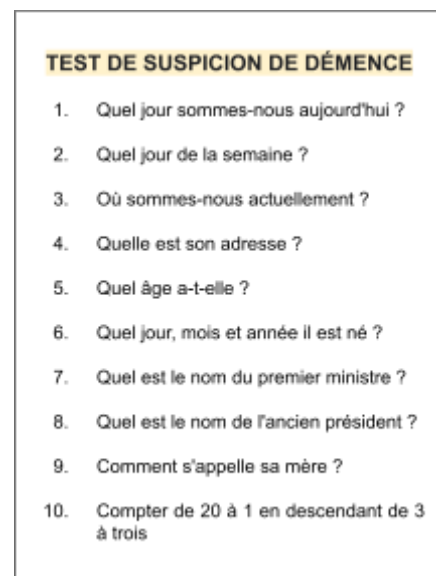 TEST DE SUSPICION DE DÉMENCE
1. Quel jour sommes-nous aujourd'hui ?
2. Quel jour de la semaine ?
3. Où sommes-nous actuellement ?
4. Quelle est son adresse ?
5. Quel âge a-t-elle ?
6. Quel jour, mois et année il est né ?
7. Quel est le nom du premier ministre ?
8. Quel est le nom de l'ancien président ?
9. Comment s'appelle sa mère ?
10. Compter de 20 à 1 en descendant de 3
à trois